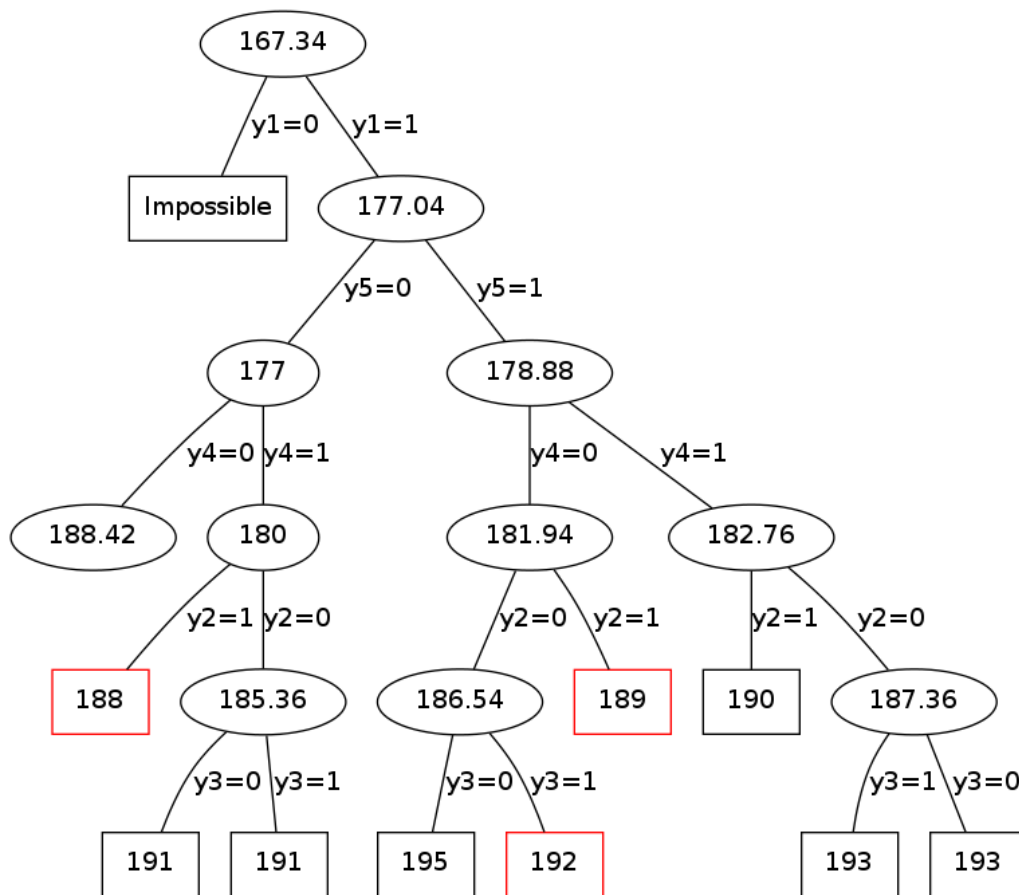 167.34
y1=0
y1=1
Impossible
177.04
y5=0
y5=1
177
178.88
y4=0
y4=1
y4=0
y4=1
188.42
180
181.94
182.76
y2=1
y2=0
y2=0
y2=1
y2=1
y2=0
188
185.36
186.54
189
190
187.36
y3=0
y3=1
y3=0
y3=1
y3=1
y3=0
191
191
195
192
193
193